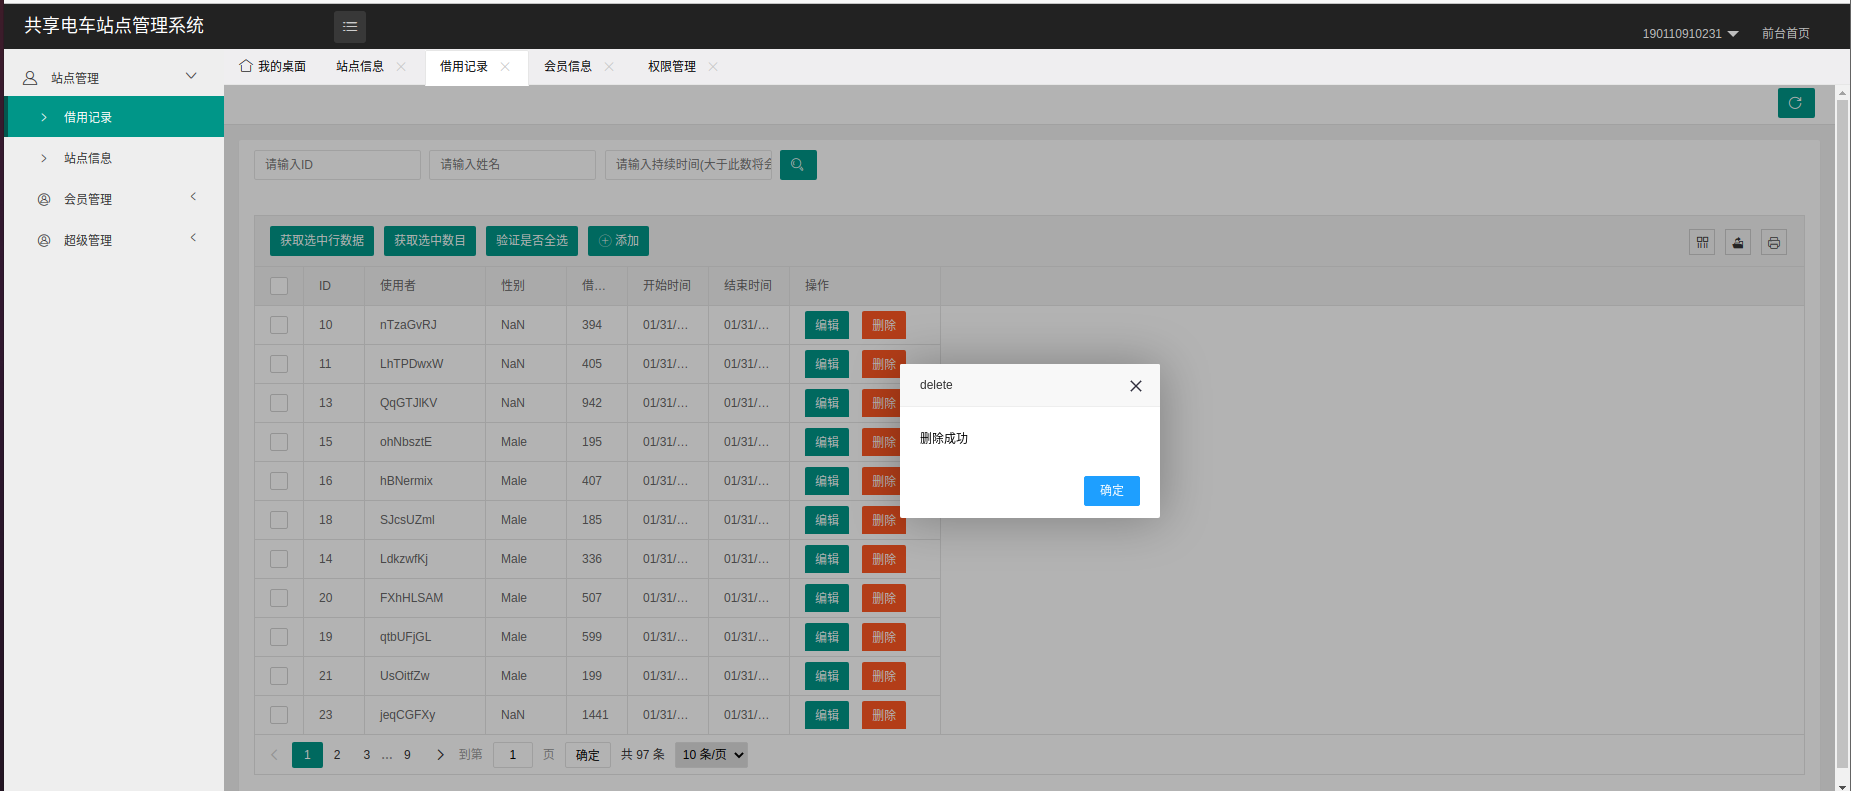 共享电车站点管理系统
190110910231
前台首页
站点管理
借用记录
站点信息
会员管理
超级管理
我的桌面
站点信息
借用记录
会员信息
权限管理
请输入ID
请输入姓名
请输入持续时间(大于此数将会
获取选中行数据
获取选中数目
验证是否全选
添加
ID 使用者 性别 借… 开始时间 结束时间 操作
10 nTzaGvRJ NaN 394 01/31/… 01/31/… 编辑 删除
11 LhTPDwxW NaN 405 01/31/… 01/31/… 编辑 删除
13 QqGTJlKV NaN 942 01/31/… 01/31/… 编辑 删除
15 ohNbsztE Male 195 01/31/… 01/31/… 编辑 删除
16 hBNermix Male 407 01/31/… 01/31/… 编辑 删除
18 SJcsUZml Male 185 01/31/… 01/31/… 编辑 删除
14 LdkzwfKj Male 336 01/31/… 01/31/… 编辑 删除
20 FXhHLSAM Male 507 01/31/… 01/31/… 编辑 删除
19 qtbUFjGL Male 599 01/31/… 01/31/… 编辑 删除
21 UsOitfZw Male 199 01/31/… 01/31/… 编辑 删除
23 jeqCGFXy NaN 1441 01/31/… 01/31/… 编辑 删除
1 2 3 … 9 到第 1 页 确定 共 97 条 10 条/页
delete
删除成功
确定